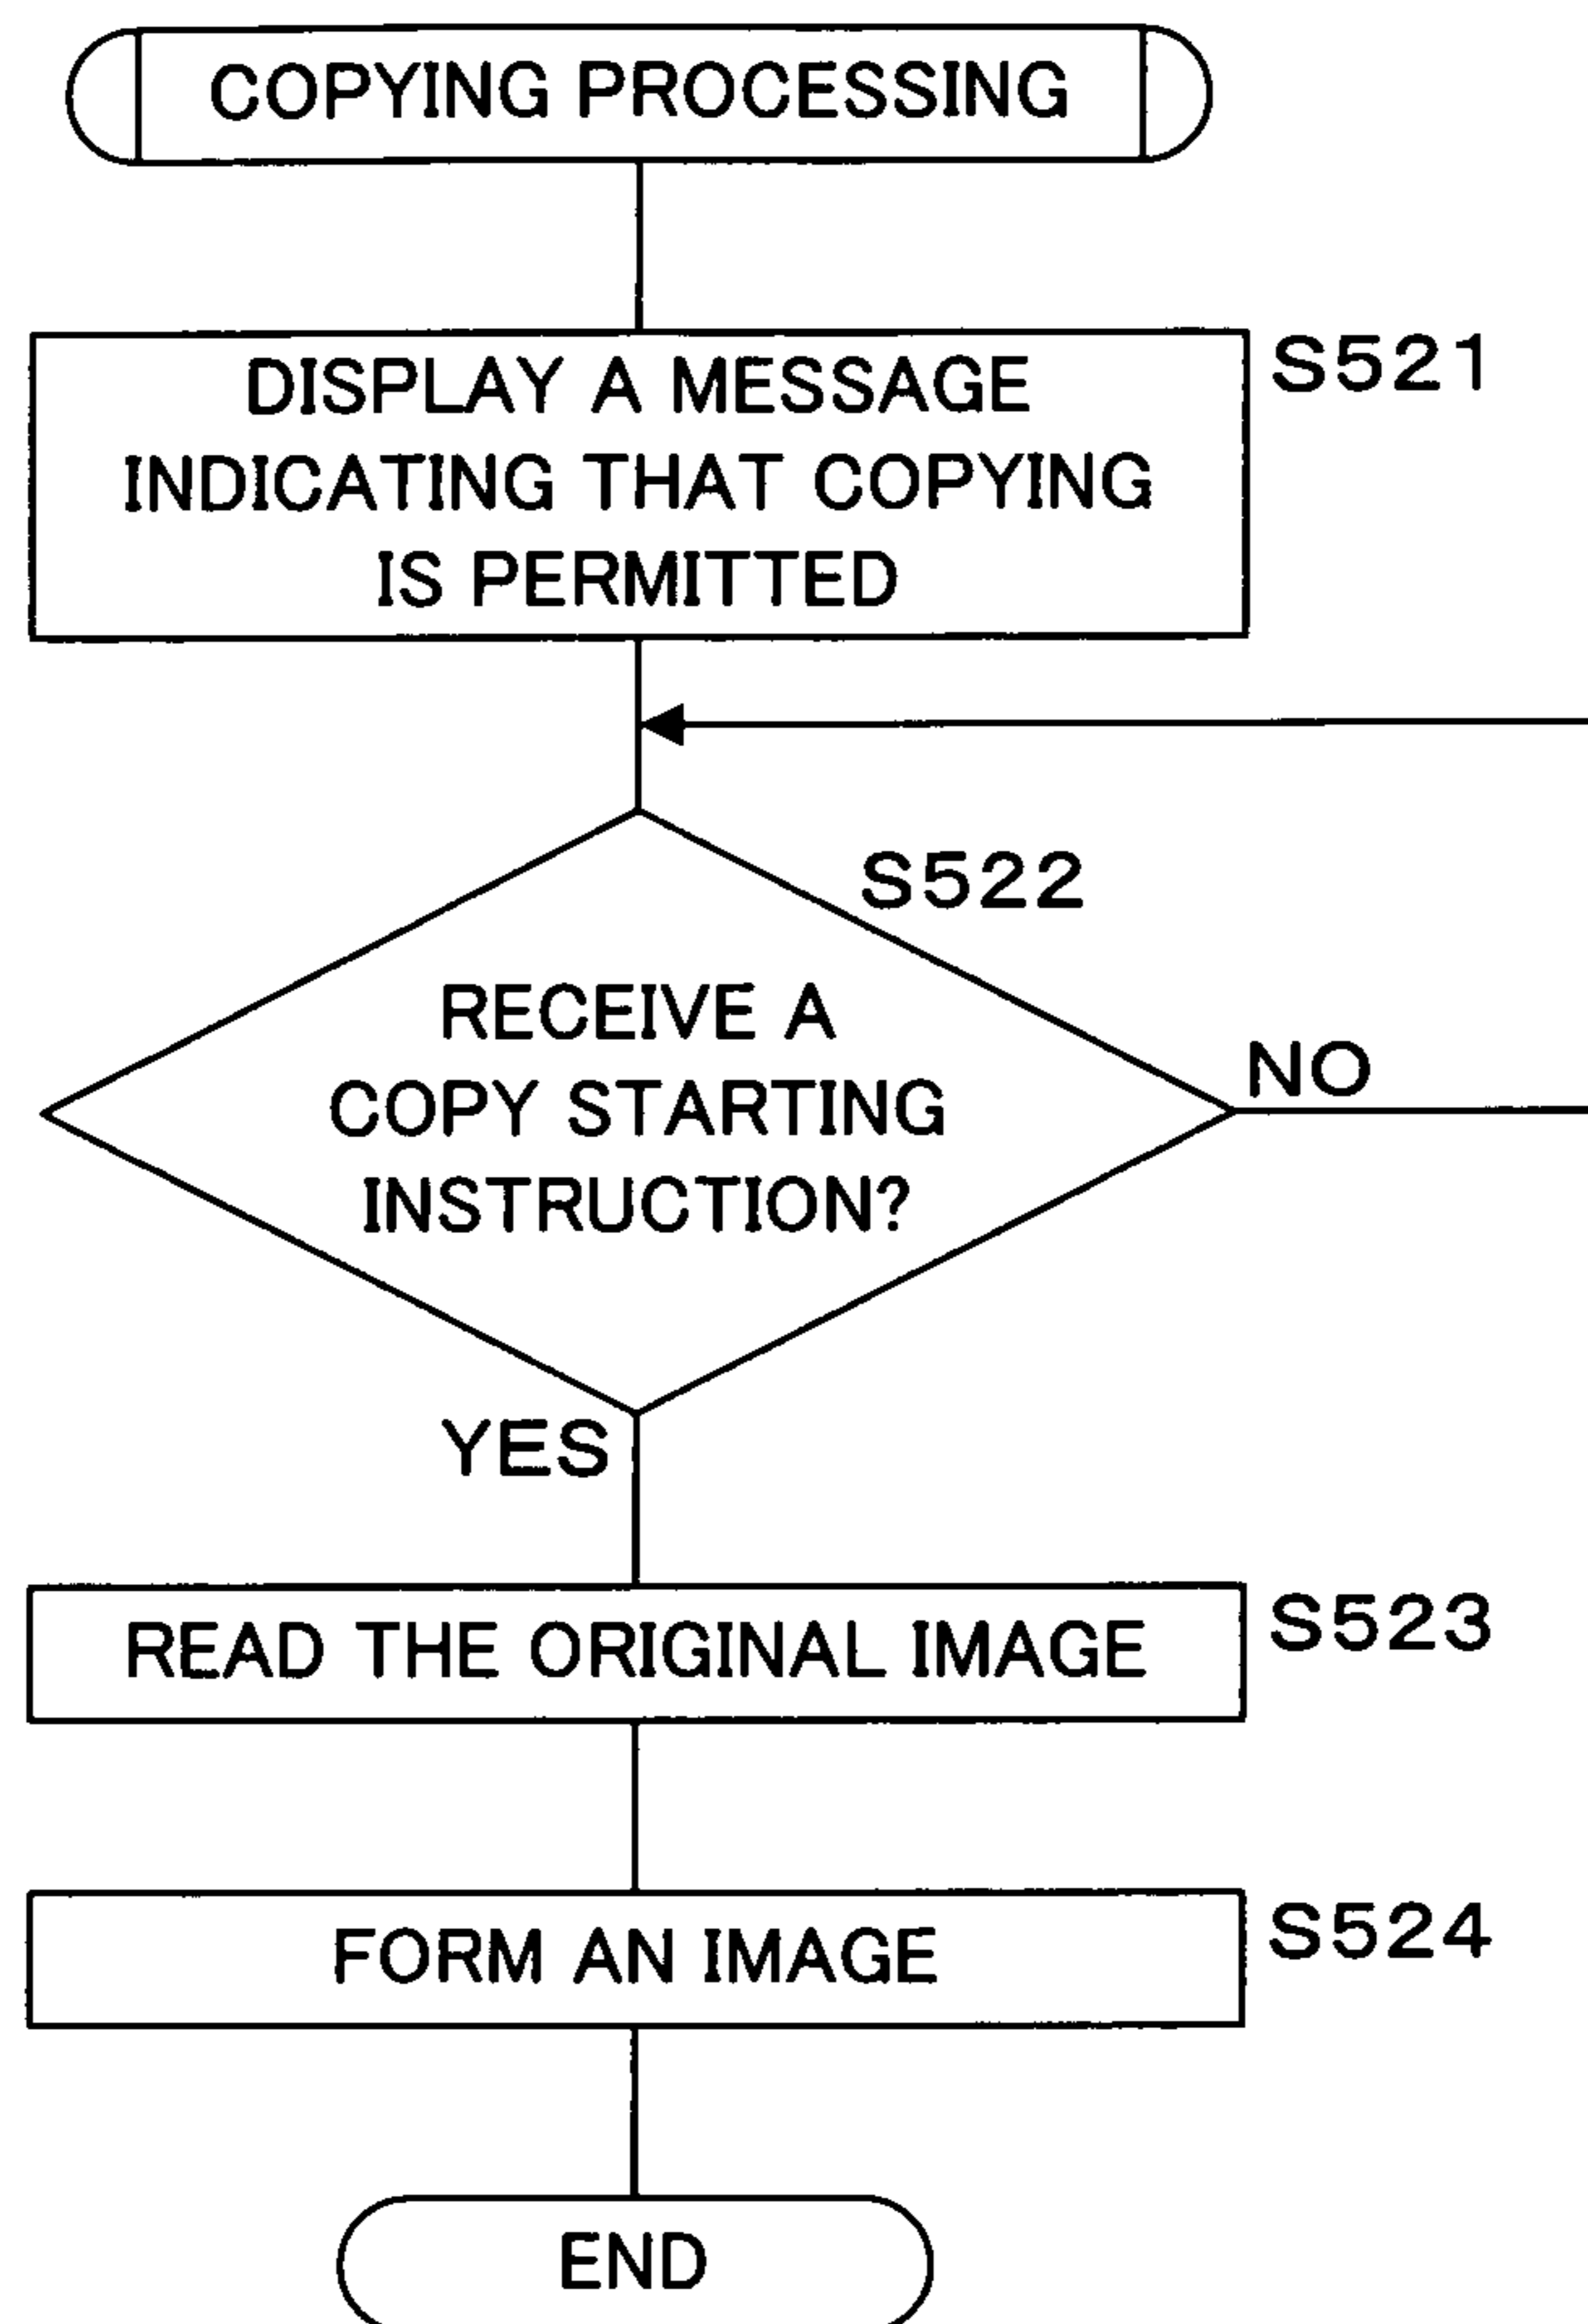 COPYING PROCESSING
DISPLAY A MESSAGE
INDICATING THAT COPYING
IS PERMITTED
S521
S522
RECEIVE A
COPY STARTING
INSTRUCTION?
NO
YES
READ THE ORIGINAL IMAGE
S523
FORM AN IMAGE
S524
END